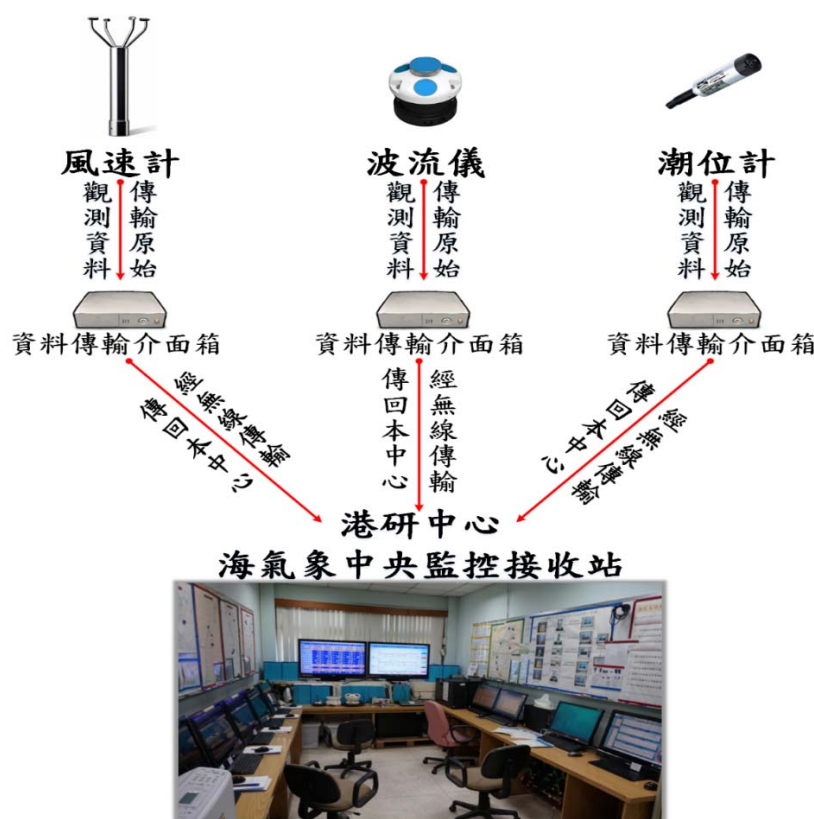 風速計
波流儀
潮位計
傳輸原始
觀測資料
傳輸原始
觀測資料
傳輸原始
觀測資料
資料傳輸介面箱
資料傳輸介面箱
資料傳輸介面箱
經無線傳輸
傳回本中心
經無線傳輸
傳回本中心
經無線傳輸
傳回本中心
港研中心
海氣象中央監控接收站